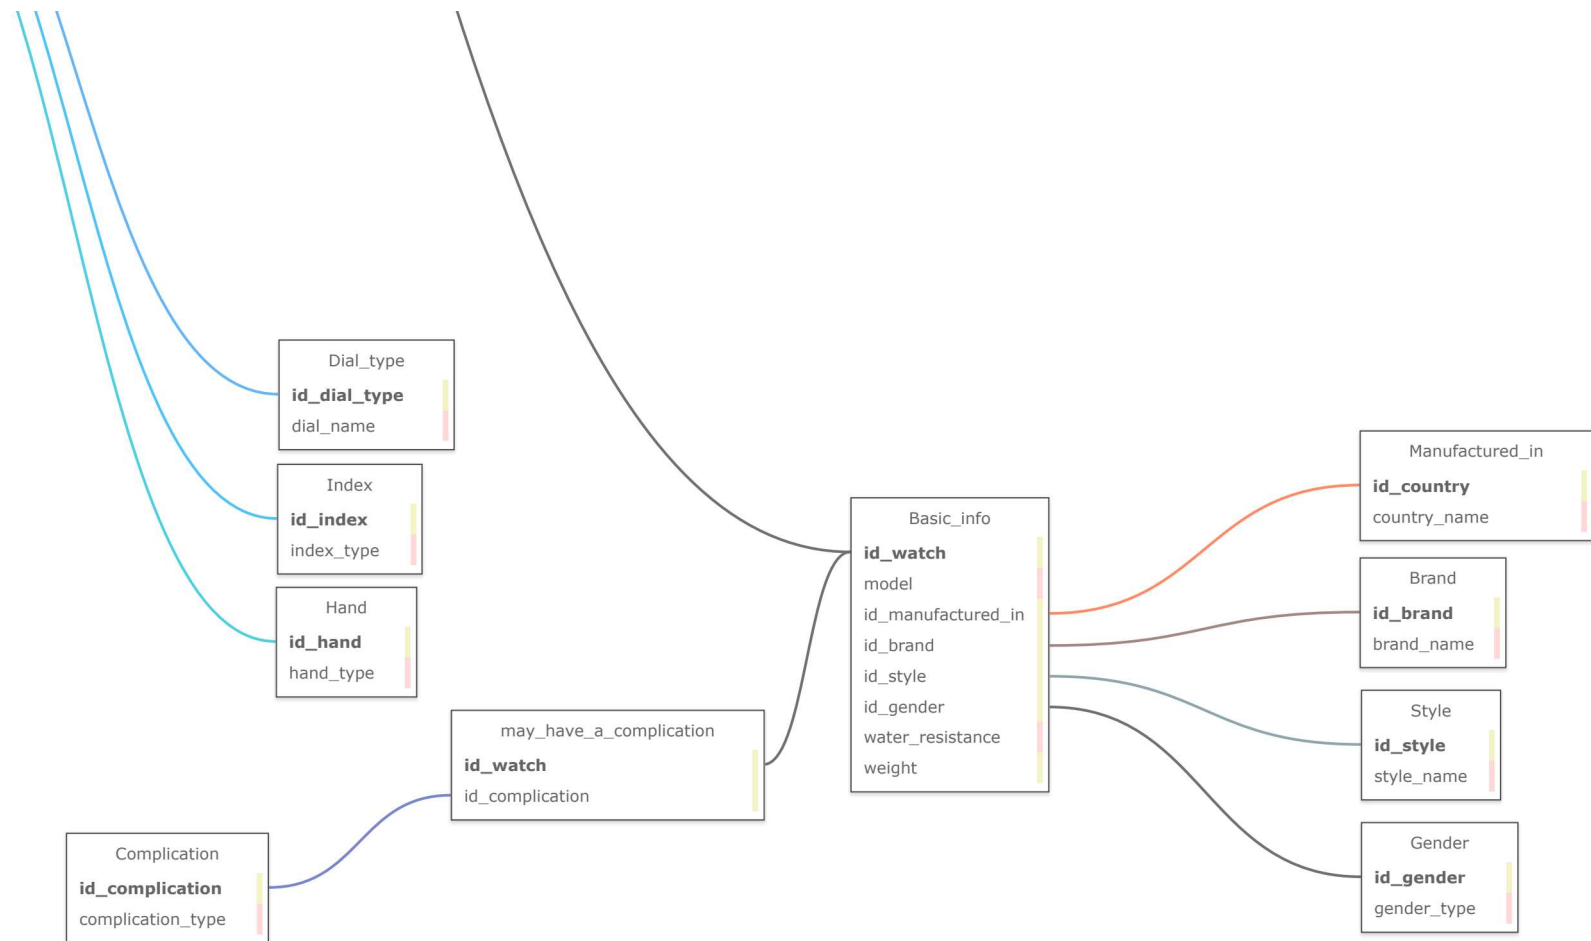 Dial_type
id_dial_type
dial_name
Index
id_index
index_type
Hand
id_hand
hand_type
may_have_a_complication
id_watch
id_complication
Complication
id_complication
complication_type
Basic_info
id_watch
model
id_manufactured_in
id_brand
id_style
id_gender
water_resistance
weight
Manufactured_in
id_country
country_name
Brand
id_brand
brand_name
Style
id_style
style_name
Gender
id_gender
gender_type